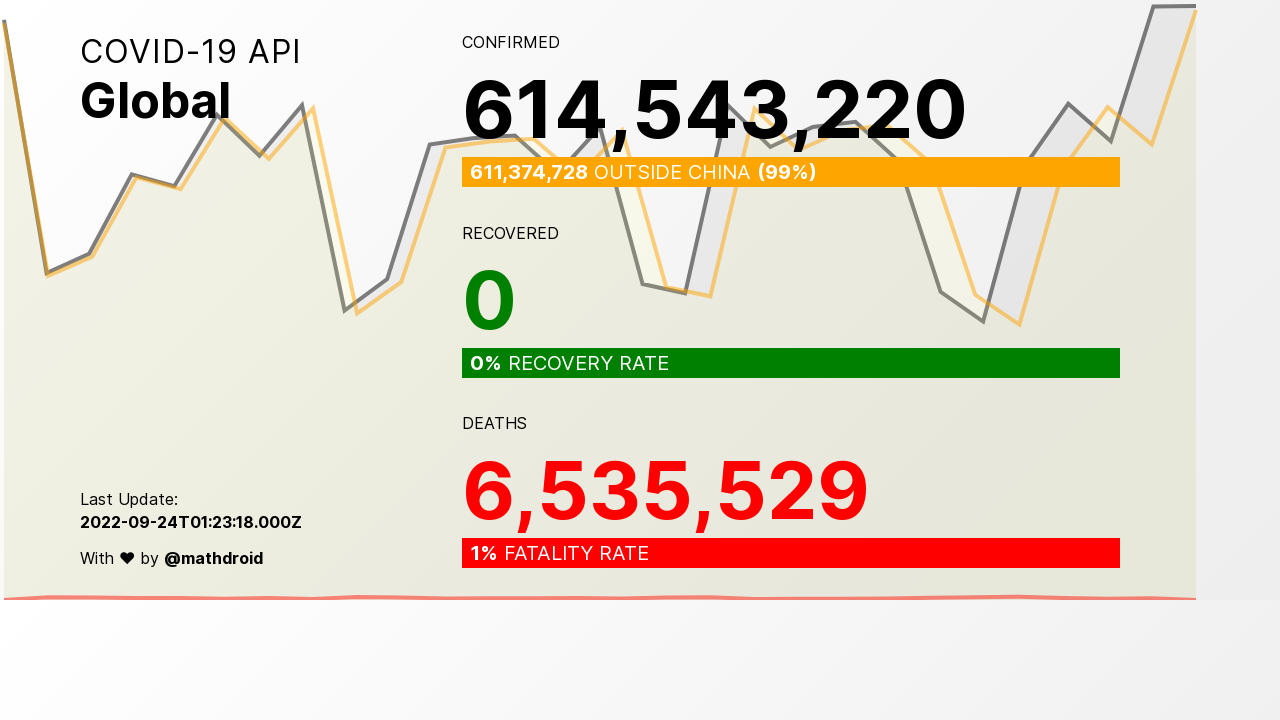 COVID-19 API
Global
CONFIRMED
614,543,220
611,374,728 OUTSIDE CHINA (99%)
RECOVERED
0
0% RECOVERY RATE
DEATHS
6,535,529
1% FATALITY RATE
Last Update:
2022-09-24T01:23:18.000Z
With ❤ by @mathdroid